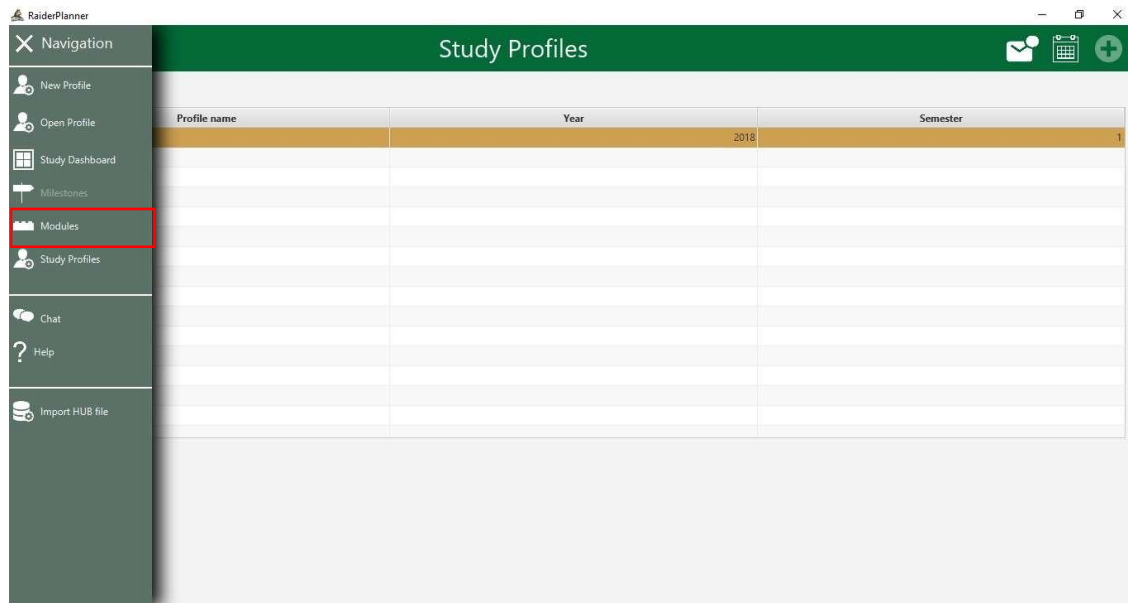 RaiderPlanner
Navigation
Study Profiles
New Profile
Open Profile
Study Dashboard
Milestones
Modules
Study Profiles
Chat
Help
Import HUB file
Profile name Year Semester
2018 1